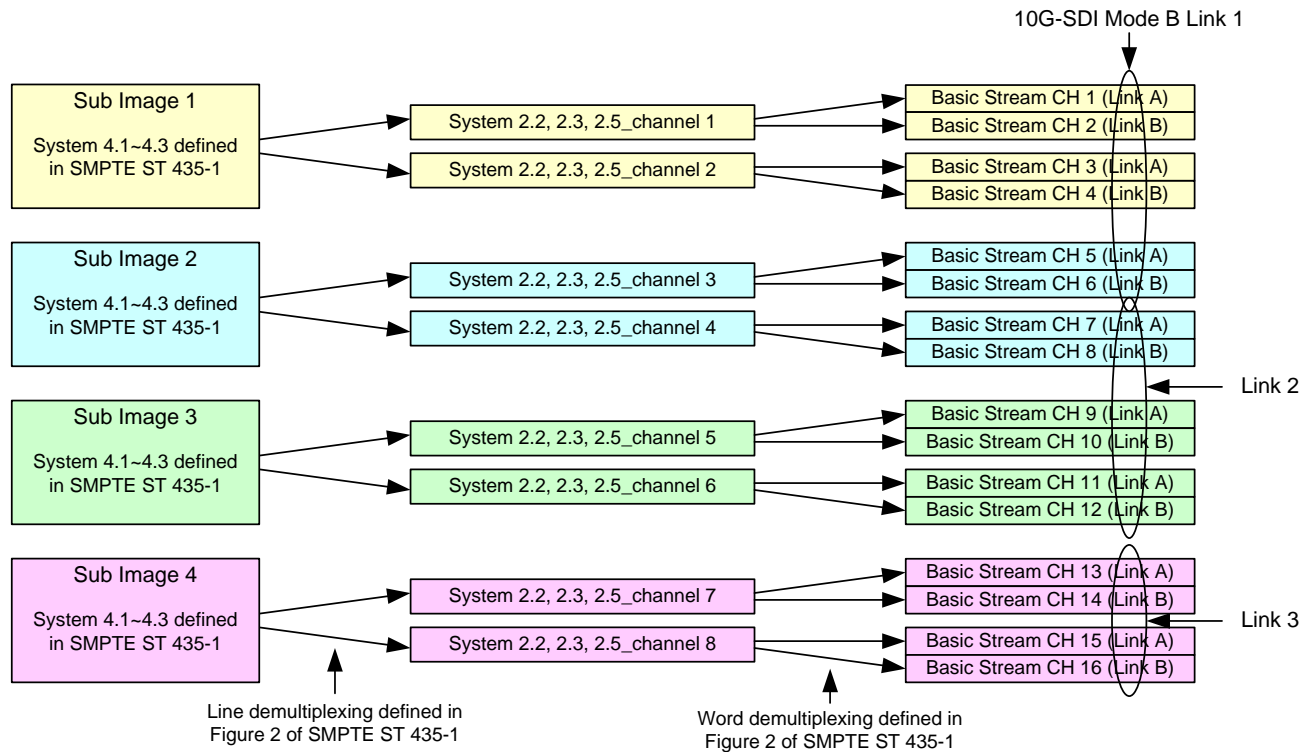 10G-SDI Mode B Link 1
Sub Image 1
System 4.1~4.3 defined
in SMPTE ST 435-1
System 2.2, 2.3, 2.5_channel 1
System 2.2, 2.3, 2.5_channel 2
Basic Stream CH 1 (Link A)
Basic Stream CH 2 (Link B)
Basic Stream CH 3 (Link A)
Basic Stream CH 4 (Link B)
Sub Image 2
System 4.1~4.3 defined
in SMPTE ST 435-1
System 2.2, 2.3, 2.5_channel 3
System 2.2, 2.3, 2.5_channel 4
Basic Stream CH 5 (Link A)
Basic Stream CH 6 (Link B)
Basic Stream CH 7 (Link A)
Basic Stream CH 8 (Link B)
Link 2
Sub Image 3
System 4.1~4.3 defined
in SMPTE ST 435-1
System 2.2, 2.3, 2.5_channel 5
System 2.2, 2.3, 2.5_channel 6
Basic Stream CH 9 (Link A)
Basic Stream CH 10 (Link B)
Basic Stream CH 11 (Link A)
Basic Stream CH 12 (Link B)
Sub Image 4
System 4.1~4.3 defined
in SMPTE ST 435-1
System 2.2, 2.3, 2.5_channel 7
System 2.2, 2.3, 2.5_channel 8
Basic Stream CH 13 (Link A)
Basic Stream CH 14 (Link B)
Basic Stream CH 15 (Link A)
Basic Stream CH 16 (Link B)
Link 3
Line demultiplexing defined in
Figure 2 of SMPTE ST 435-1
Word demultiplexing defined in
Figure 2 of SMPTE ST 435-1